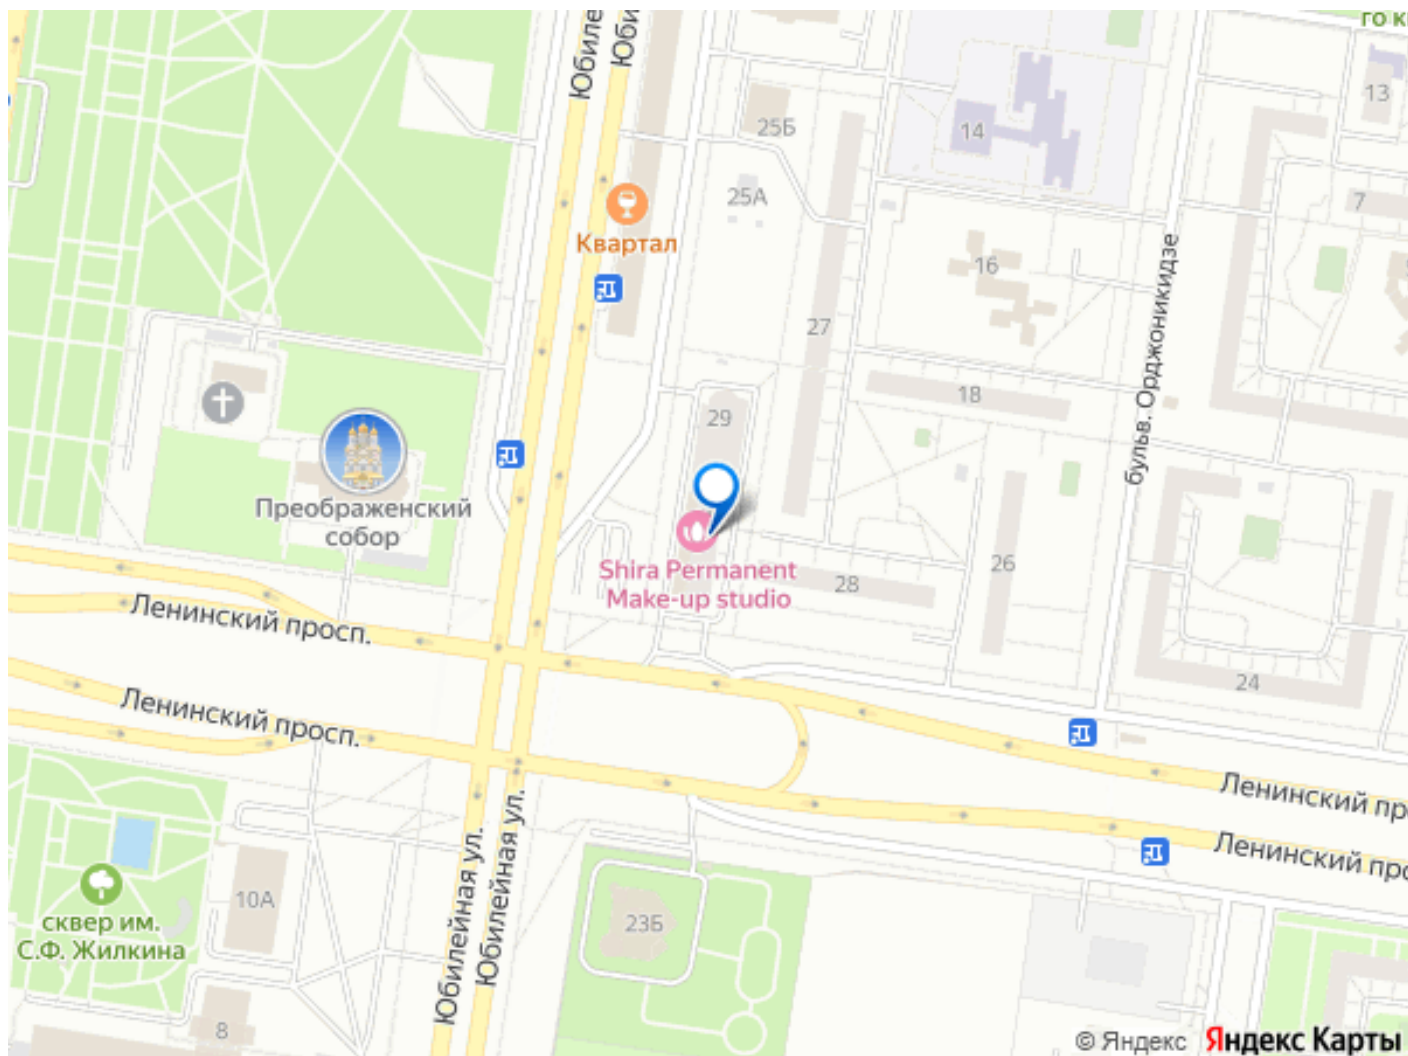 го к
Юбиле
Юби
13
25Б
14
25А
7
Квартал
16
27
18
29
бульв. Орджоникидзе
Преображенский
собор
Shira Permanent
Make-up studio
28
26
24
Ленинский просп.
Ленинский просп.
Ленинский пр
Ленинский про
Юбилейная ул.
Юбилейная ул.
10А
23Б
сквер им.
С.Ф. Жилкина
8
© Яндекс Яндекс Карты